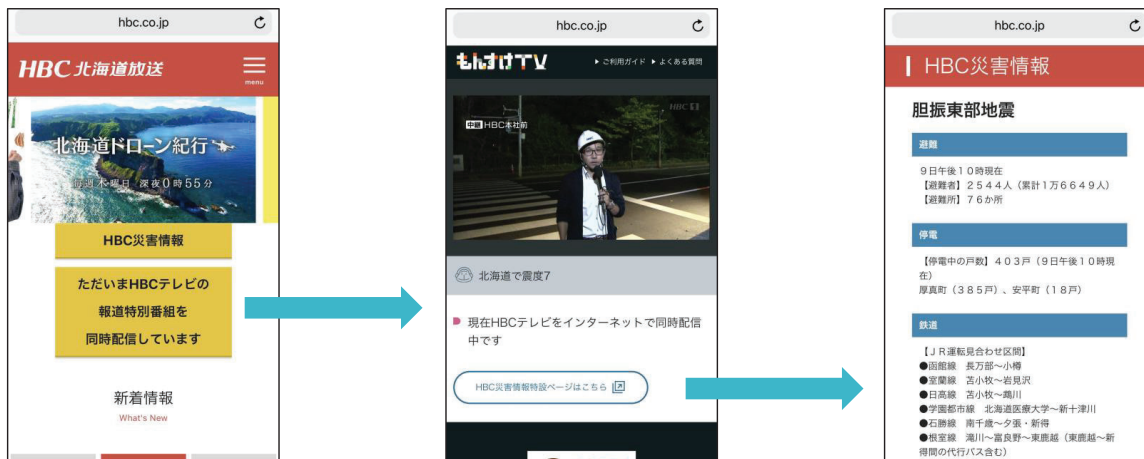 hbc.co.jp
HBC北海道放送
menu
北海道ドローン紀行
毎週木曜日 深夜0時55分
HBC災害情報
ただいまHBCテレビの
報道特別番組を
同時配信しています
新着情報
What's New
hbc.co.jp
もんすけTV
▶ ご利用ガイド ▶ よくある質問
HBC 1
中継 HBC本社前
北海道で震度7
現在HBCテレビをインターネットで同時配信
中です
HBC災害情報特設ページはこちら
hbc.co.jp
HBC災害情報
胆振東部地震
避難
9日午後10時現在
【避難者】2544人(累計1万6649人)
【避難所】76か所
停電
【停電中の戸数】403戸(9日午後10時現
在)
厚真町(385戸)、安平町(18戸)
鉄道
【JR運転見合わせ区間】
●函館線 長万部~小樽
●室蘭線 苫小牧~岩見沢
●日高線 苫小牧~鵡川
●学園都市線 北海道医療大学~新十津川
●石勝線 南千歳~夕張・新得
●根室線 滝川~富良野~東鹿越(東鹿越~新
得間の代行バス含む)